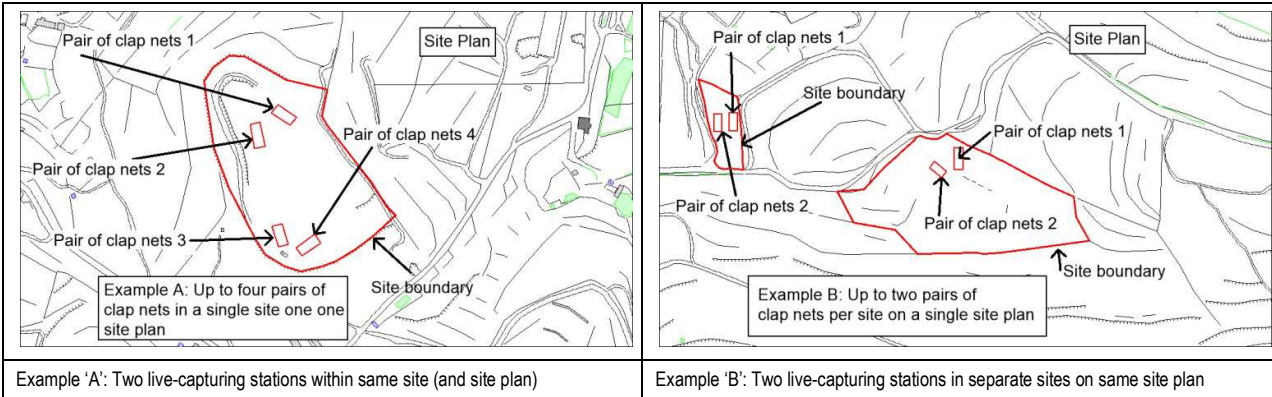 Pair of clap nets 1
Site Plan
Pair of clap nets 4
Pair of clap nets 2
Pair of clap nets 3
Site boundary
Example A: Up to four pairs of
clap nets in a single site one one
site plan
Example ‘A’: Two live-capturing stations within same site (and site plan)
Pair of clap nets 1
Site Plan
Site boundary
Pair of clap nets 1
Pair of clap nets 2
Pair of clap nets 2
Site boundary
Example B: Up to two pairs of
clap nets per site on a single site plan
Example ‘B’: Two live-capturing stations in separate sites on same site plan